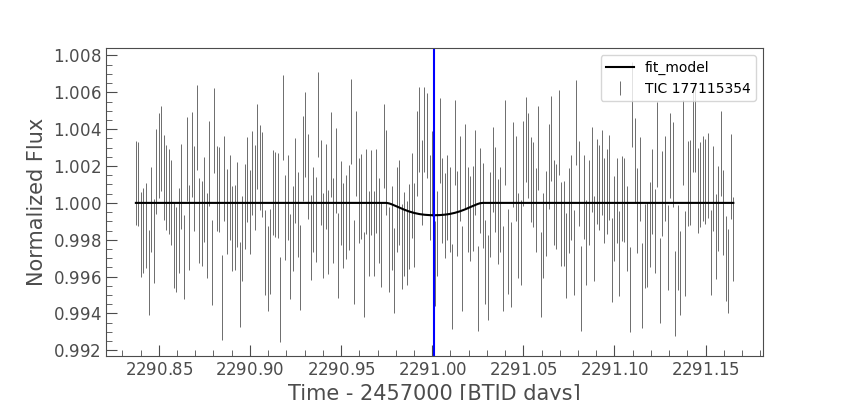 1.008
1.006
1.004
1.002
1.000
0.998
0.996
0.994
0.992
Normalized Flux
fit_model
TIC 177115354
2290.85 2290.90 2290.95 2291.00 2291.05 2291.10 2291.15
Time - 2457000 [BTJD days]